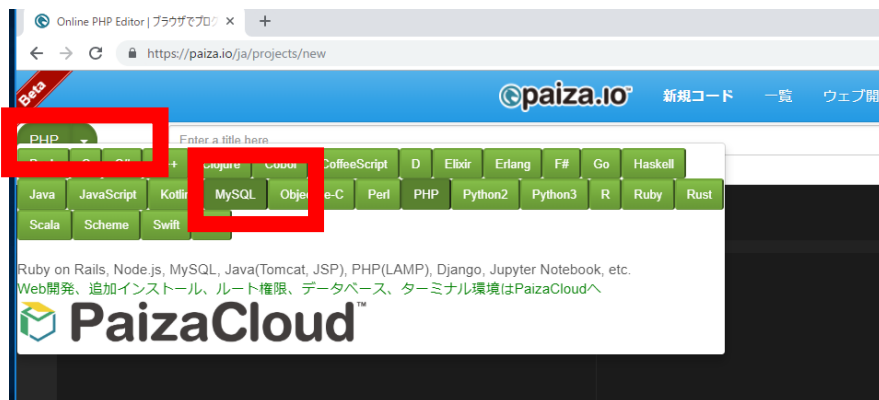 Online PHP Editor | ブラウザでプログ
https://paiza.io/ja/projects/new
Beta
paiza.IO 新規コード 一覧 ウェブ開
PHP Enter a title here
C C# Clojure Cobol CoffeeScript D Elixir Erlang F# Go Haskell
Java JavaScript Kotlin MySQL Objective-C Perl PHP Python2 Python3 R Ruby Rust
Scala Scheme Swift
Ruby on Rails, Node.js, MySQL, Java(Tomcat, JSP), PHP(LAMP), Django, Jupyter Notebook, etc.
Web開発、追加インストール、ルート権限、データベース、ターミナル環境はPaizaCloudへ
PaizaCloud™